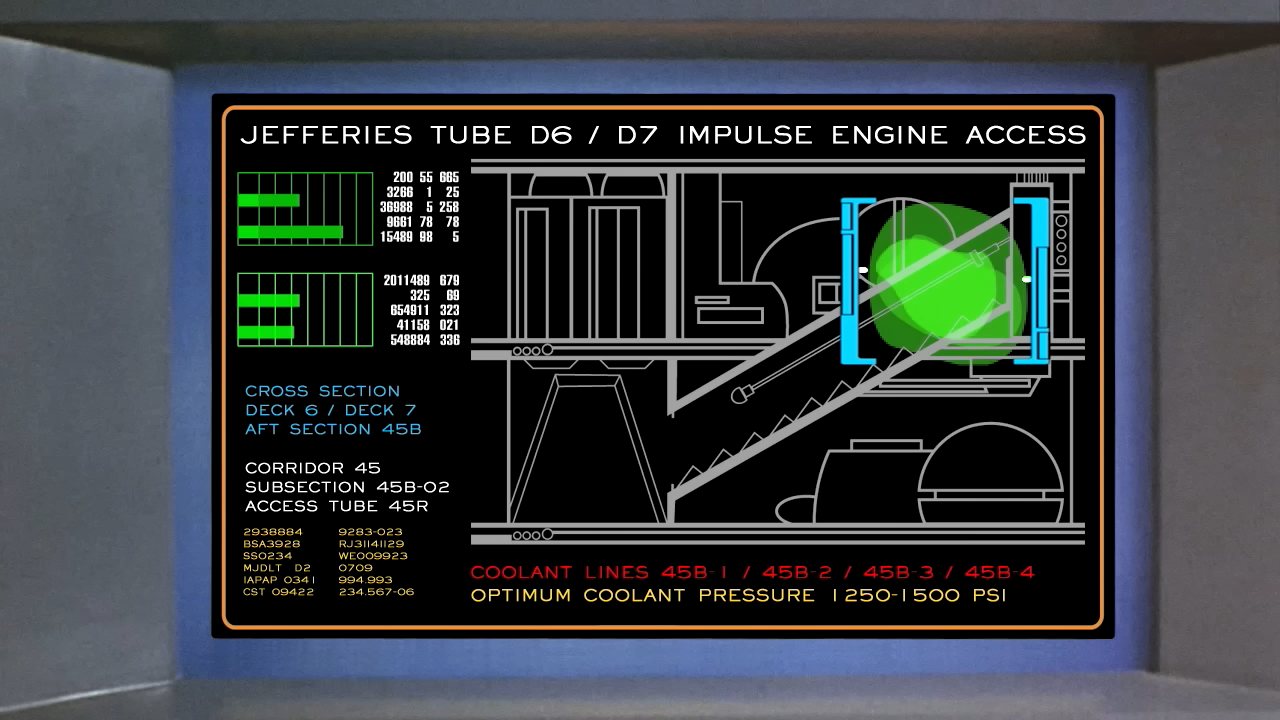 JEFFERIES TUBE D6 / D7 IMPULSE ENGINE ACCESS
200 55 665
3266 1 25
36988 5 258
9661 78 78
15489 98 5
2011489 679
325 69
654911 323
41158 021
548884 336
CROSS SECTION
DECK 6 / DECK 7
AFT SECTION 45B
CORRIDOR 45
SUBSECTION 45B-02
ACCESS TUBE 45R
2938884 9283-023
BSA3928 RJ31141129
SS0234 WE009923
MJDLT D2 0709
IAPAP 0341 994.993
CST 09422 234.567-06
COOLANT LINES 45B-1 / 45B-2 / 45B-3 / 45B-4
OPTIMUM COOLANT PRESSURE 1250-1500 PSI